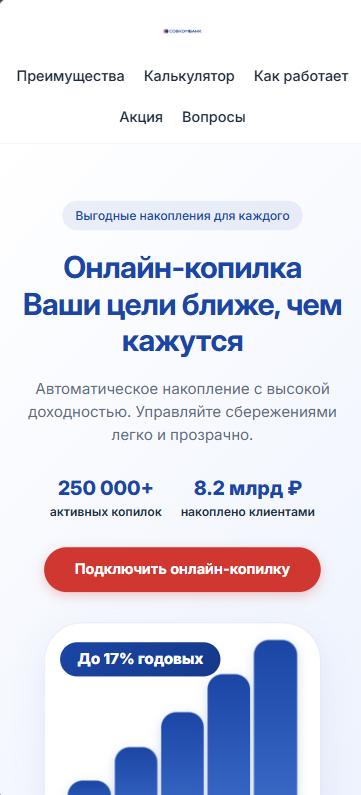 СОВКОМБАНК
Преимущества Калькулятор Как работает
Акция Вопросы
Выгодные накопления для каждого
Онлайн-копилка
Ваши цели ближе, чем
кажутся
Автоматическое накопление с высокой
доходностью. Управляйте сбережениями
легко и прозрачно.
250 000+ 8.2 млрд ₽
активных копилок накоплено клиентами
Подключить онлайн-копилку
До 17% годовых